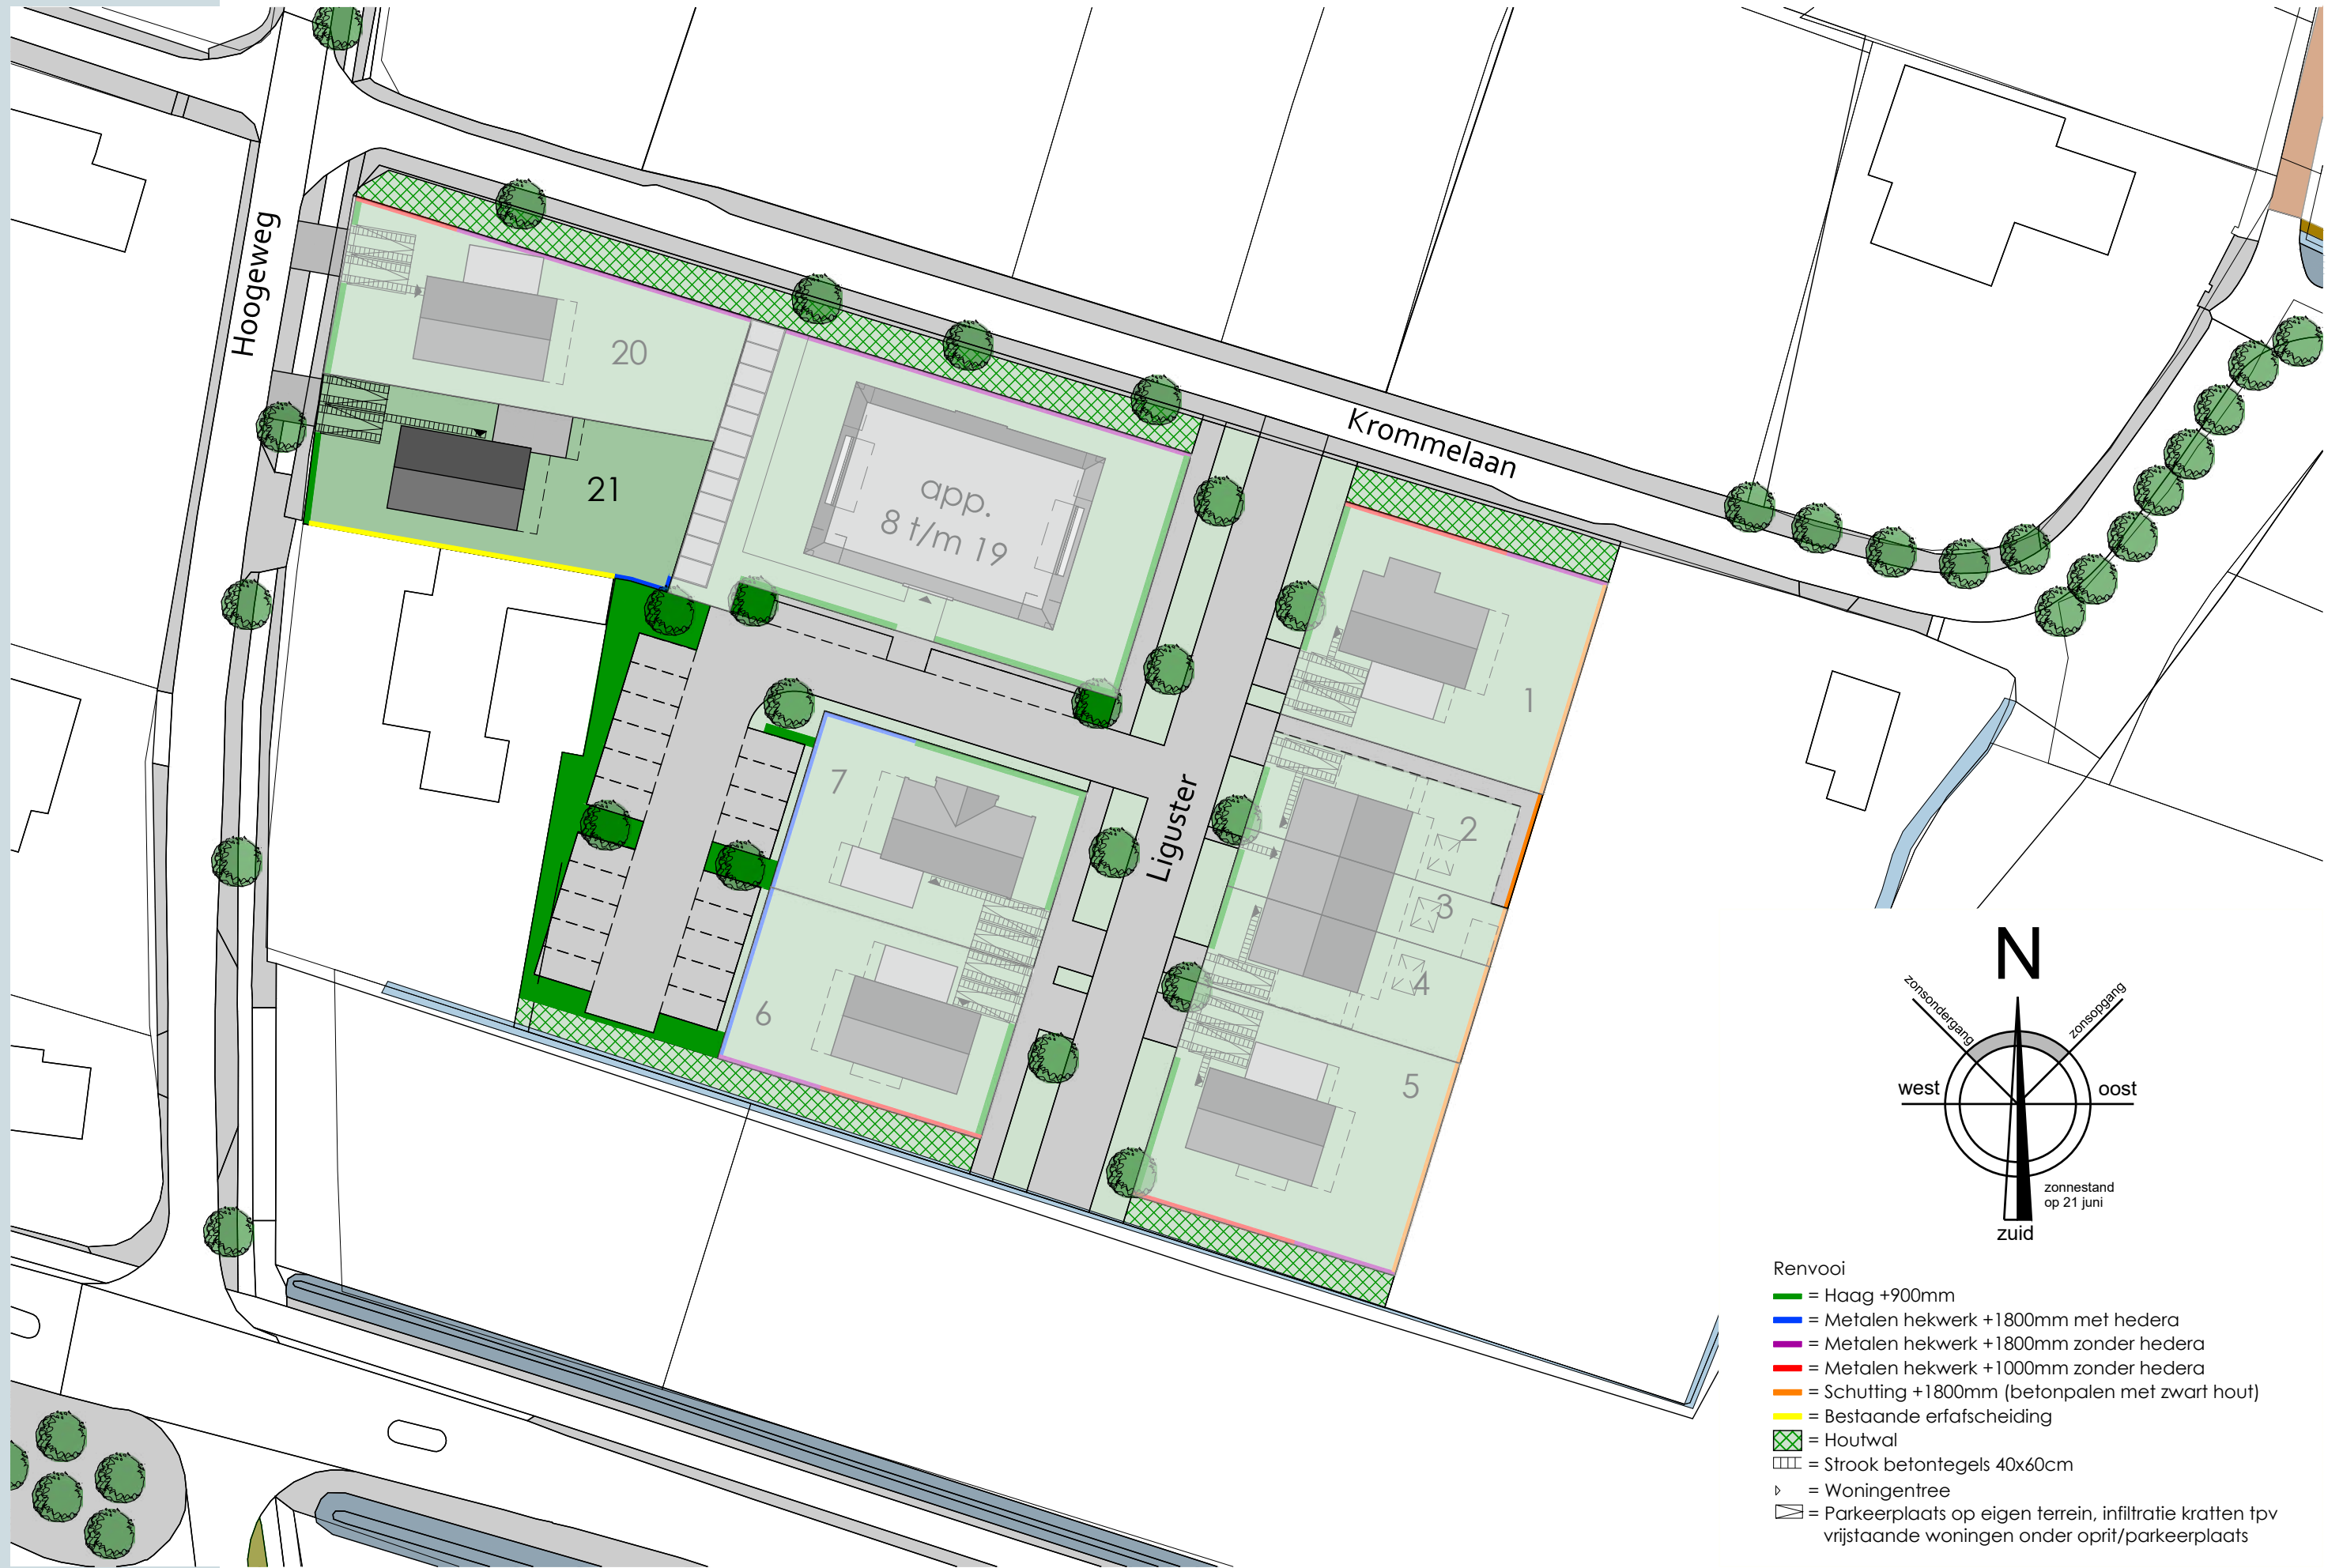 Hoogeweg
20
21
app.
8 t/m 19
Krommelaan
1
2
3
4
5
7
6
Liguster
N
zonsondergang
zonsopgang
west
oost
zonnestand
op 21 juni
zuid
Renvooi
= Haag +900mm
= Metalen hekwerk +1800mm met hedera
= Metalen hekwerk +1800mm zonder hedera
= Metalen hekwerk +1000mm zonder hedera
= Schutting +1800mm (betonpalen met zwart hout)
= Bestaande erfafscheiding
= Houtwal
= Strook betontegels 40x60cm
= Woningentree
= Parkeerplaats op eigen terrein, infiltratie kratten tpv
vrijstaande woningen onder oprit/parkeerplaats